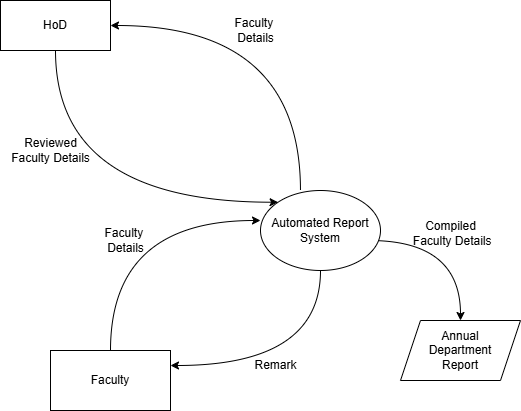 HoD
Faculty
Details
Reviewed
Faculty Details
Automated Report
System
Faculty
Details
Compiled
Faculty Details
Annual
Department
Report
Remark
Faculty